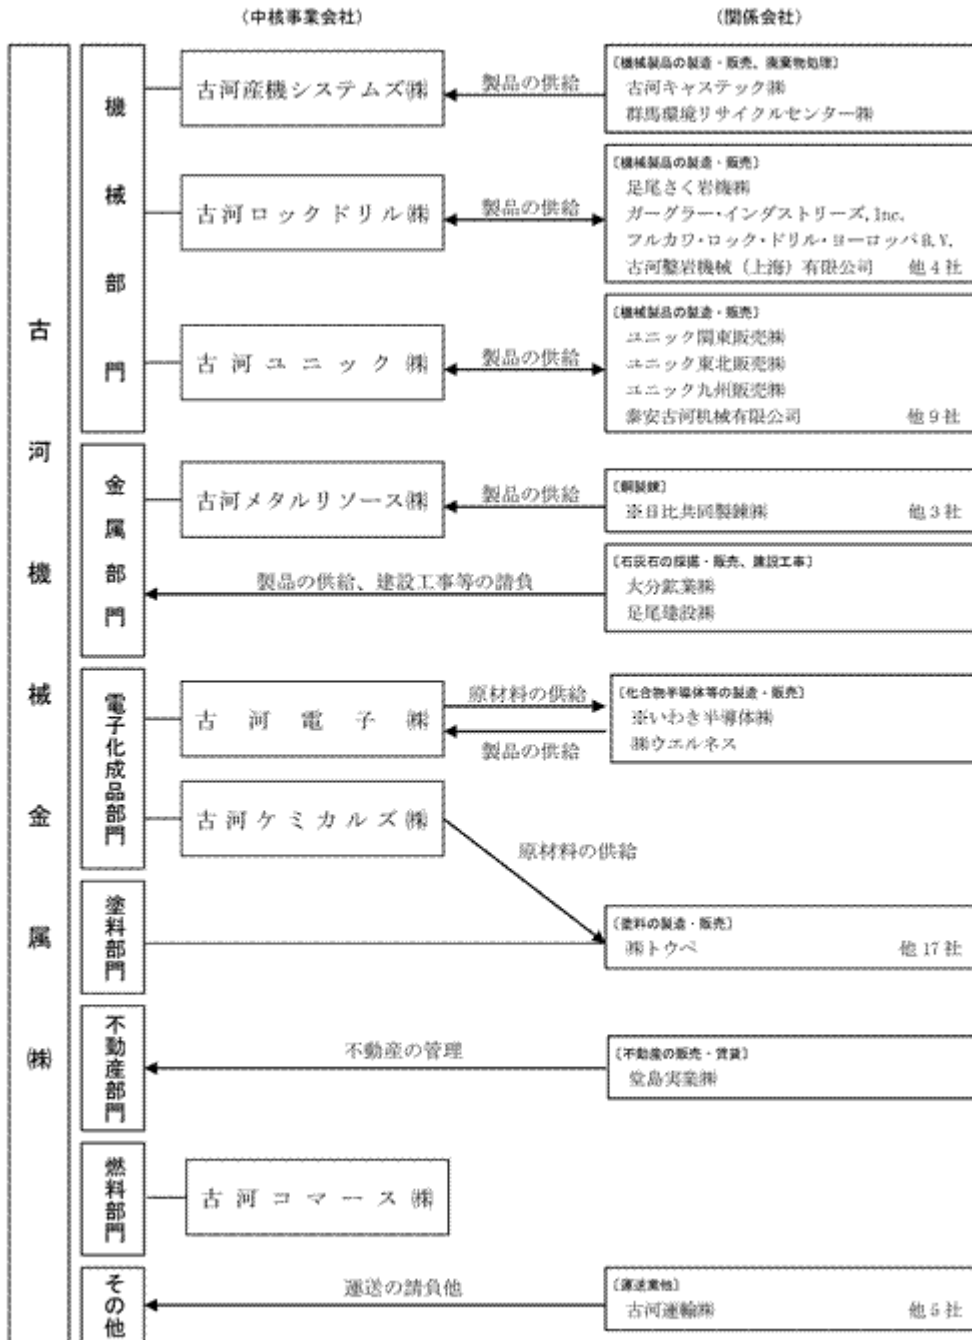 (中核事業会社)
(関係会社)
古河機械金属㈱
機械部門
古河産機システムズ㈱
製品の供給
〔機械製品の製造・販売、廃棄物処理〕
古河キャステック㈱
群馬環境リサイクルセンター㈱
古河ロックドリル㈱
製品の供給
〔機械製品の製造・販売〕
足尾さく岩機㈱
ガーグラー・インダストリーズ,Inc.
フルカワ・ロック・ドリル・ヨーロッパB.V.
古河鑿岩機械(上海)有限公司 他4社
古河ユニック㈱
製品の供給
〔機械製品の製造・販売〕
ユニック関東販売㈱
ユニック東北販売㈱
ユニック九州販売㈱
泰安古河机械有限公司 他9社
金属部門
古河メタルリソース㈱
製品の供給
〔銅製錬〕
※日比共同製錬㈱ 他3社
製品の供給、建設工事等の請負
〔石灰石の採掘・販売、建設工事〕
大分鉱業㈱
足尾建設㈱
電子化成品部門
古河電子㈱
原材料の供給
製品の供給
〔化合物半導体等の製造・販売〕
※いわき半導体㈱
㈱ウエルネス
古河ケミカルズ㈱
原材料の供給
塗料部門
〔塗料の製造・販売〕
㈱トウペ 他17社
不動産部門
不動産の管理
〔不動産の販売・賃貸〕
堂島実業㈱
燃料部門
古河コマース㈱
その他
運送の請負他
〔運送業他〕
古河運輸㈱ 他5社